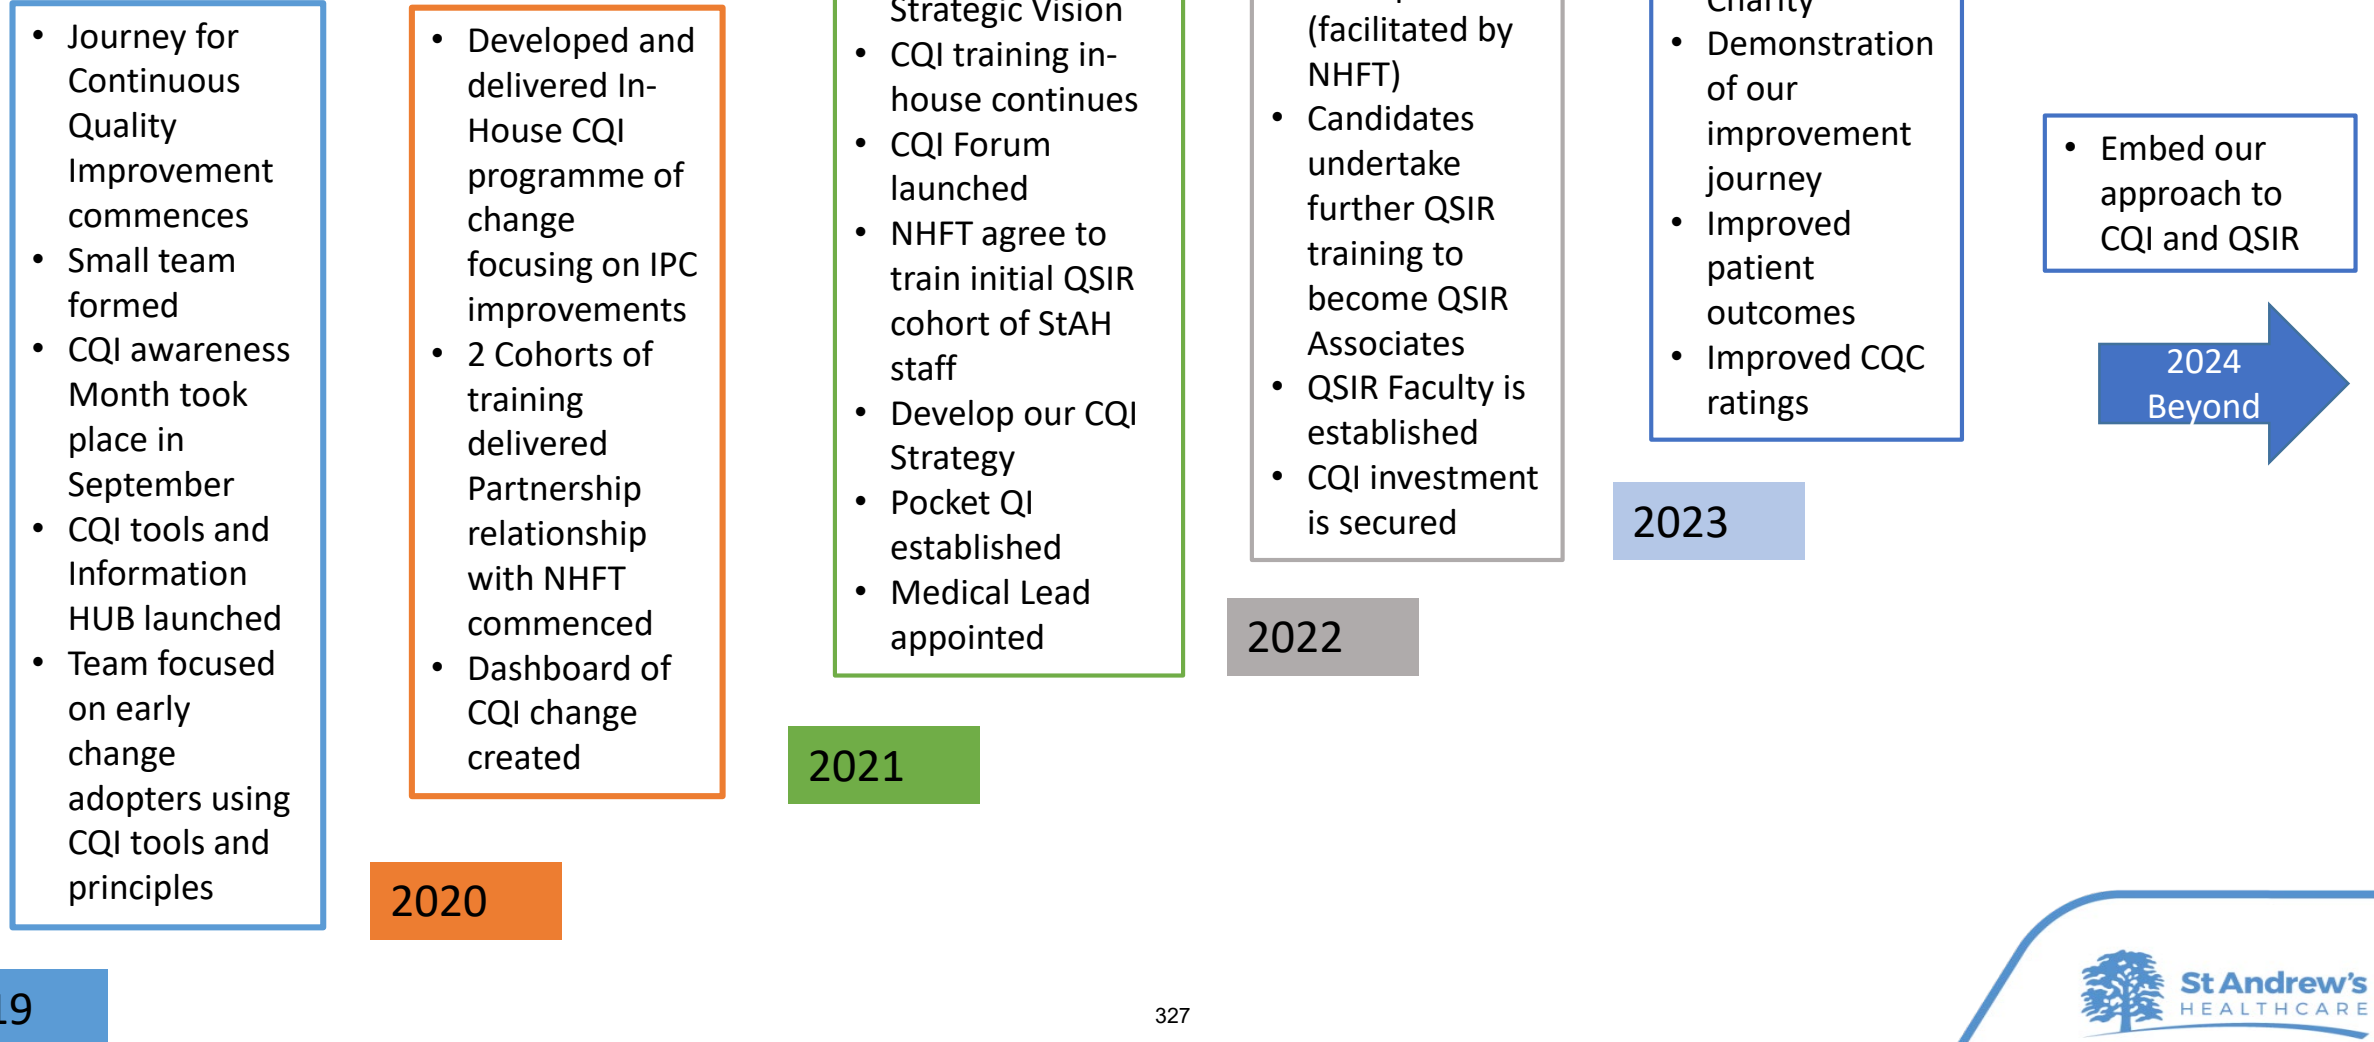 • Journey for
Continuous
Quality
Improvement
commences
• Small team
formed
• CQI awareness
Month took
place in
September
• CQI tools and
Information
HUB launched
• Team focused
on early
change
adopters using
CQI tools and
principles
19
• Developed and
delivered In-
House CQI
programme of
change
focusing on IPC
improvements
• 2 Cohorts of
training
delivered
Partnership
relationship
with NHFT
commenced
• Dashboard of
CQI change
created
2020
Strategic Vision
• CQI training in-
house continues
• CQI Forum
launched
• NHFT agree to
train initial QSIR
cohort of StAH
staff
• Develop our CQI
Strategy
• Pocket QI
established
• Medical Lead
appointed
2021
(facilitated by
NHFT)
• Candidates
undertake
further QSIR
training to
become QSIR
Associates
• QSIR Faculty is
established
• CQI investment
is secured
2022
Charity
• Demonstration
of our
improvement
journey
• Improved
patient
outcomes
• Improved CQC
ratings
2023
• Embed our
approach to
CQI and QSIR
2024
Beyond
327
St Andrew's
HEALTHCARE